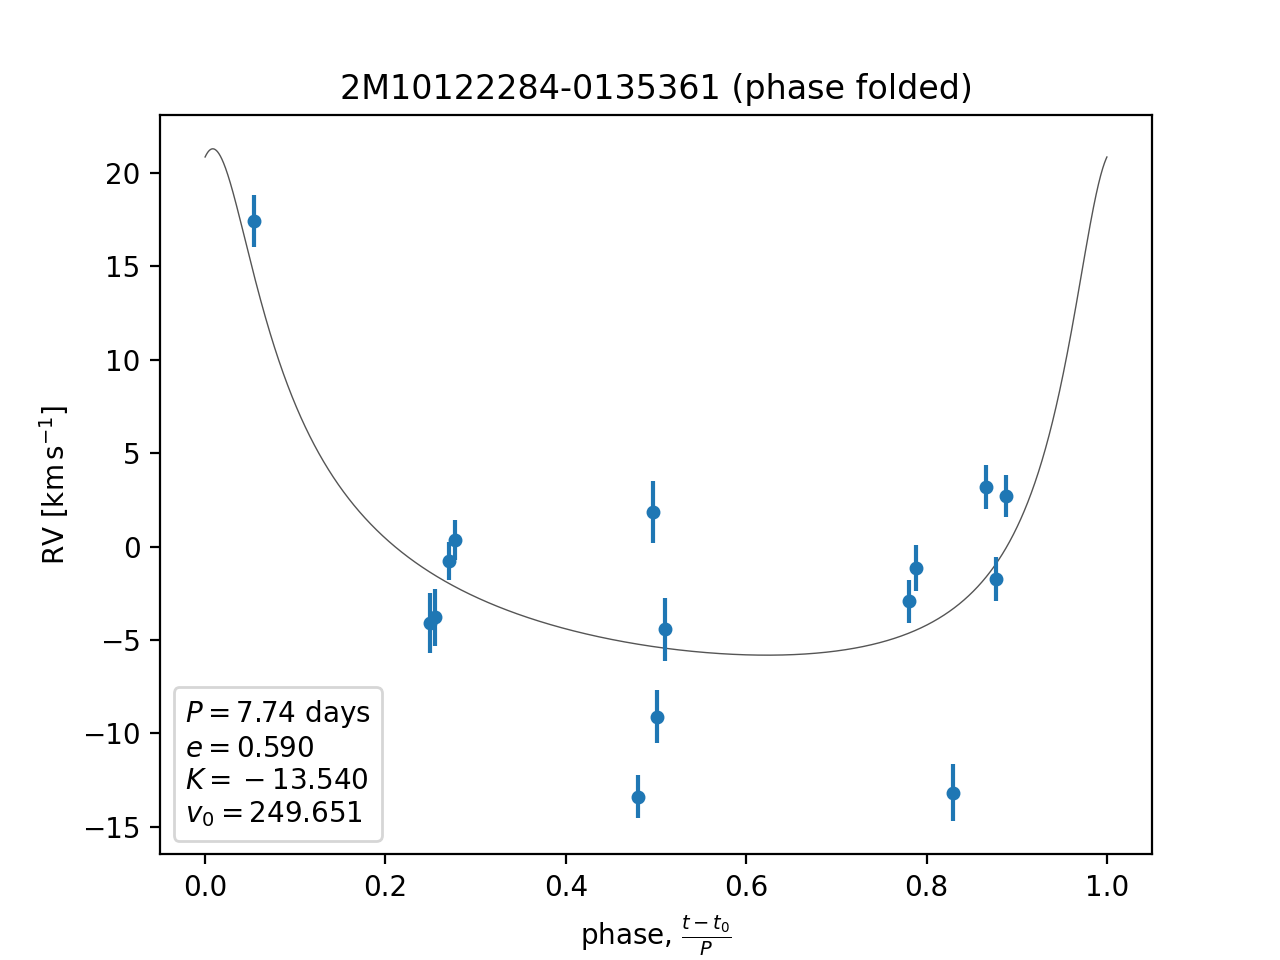 2M10122284-0135361 (phase folded)
RV [km s⁻¹]
20
15
10
5
0
−5
−10
−15
P = 7.74 days
e = 0.590
K = −13.540
v₀ = 249.651
0.0 0.2 0.4 0.6 0.8 1.0
phase, (t − t₀)/P